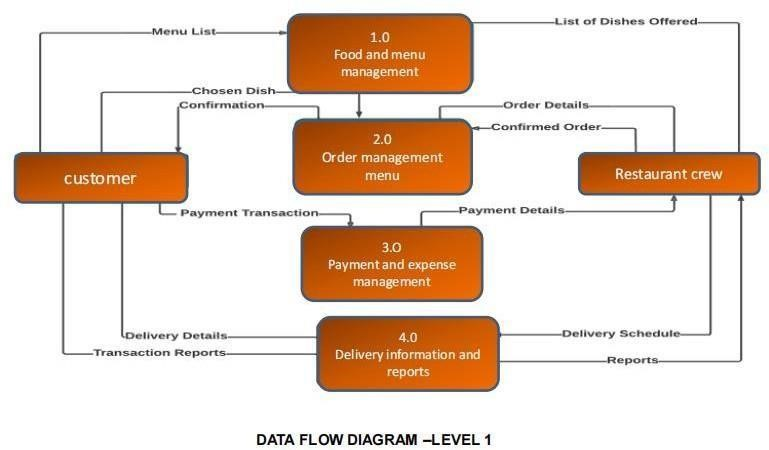 Menu List
1.0
Food and menu
management
List of Dishes Offered
Chosen Dish
Confirmation
2.0
Order management
menu
Order Details
Confirmed Order
customer
Restaurant crew
Payment Transaction
Payment Details
3.O
Payment and expense
management
Delivery Details
Transaction Reports
4.0
Delivery information and
reports
Delivery Schedule
Reports
DATA FLOW DIAGRAM –LEVEL 1